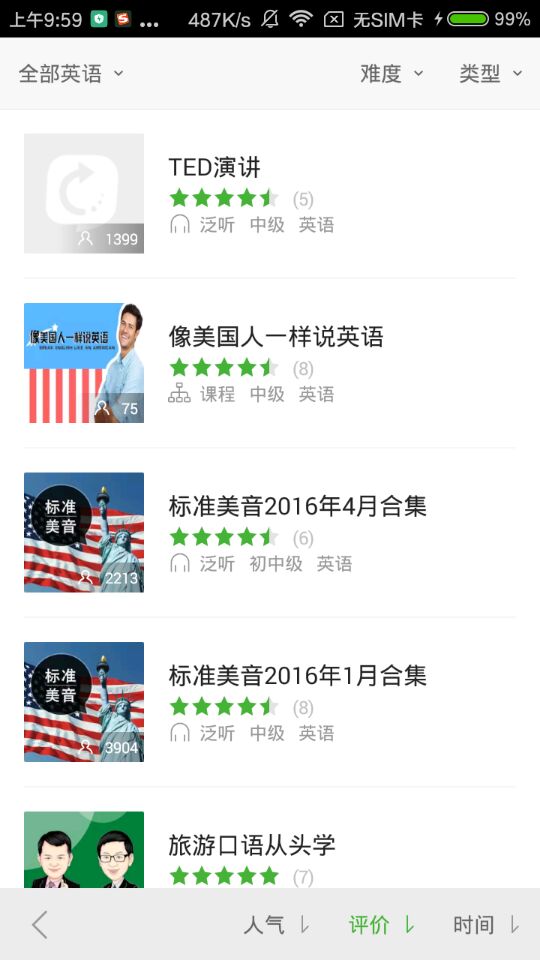 上午9:59 ... 487K/s 无SIM卡 99%
全部英语 难度 类型
TED演讲
(5)
1399
泛听 中级 英语
像美国人一样说英语
像美国人一样说英语
SPEAK ENGLISH LIKE AN AMERICAN
(8)
75
课程 中级 英语
标准美音2016年4月合集
标准
美音
(6)
2213
泛听 初中级 英语
标准美音2016年1月合集
标准
美音
(8)
3904
泛听 中级 英语
旅游口语从头学
(7)
人气 评价 时间